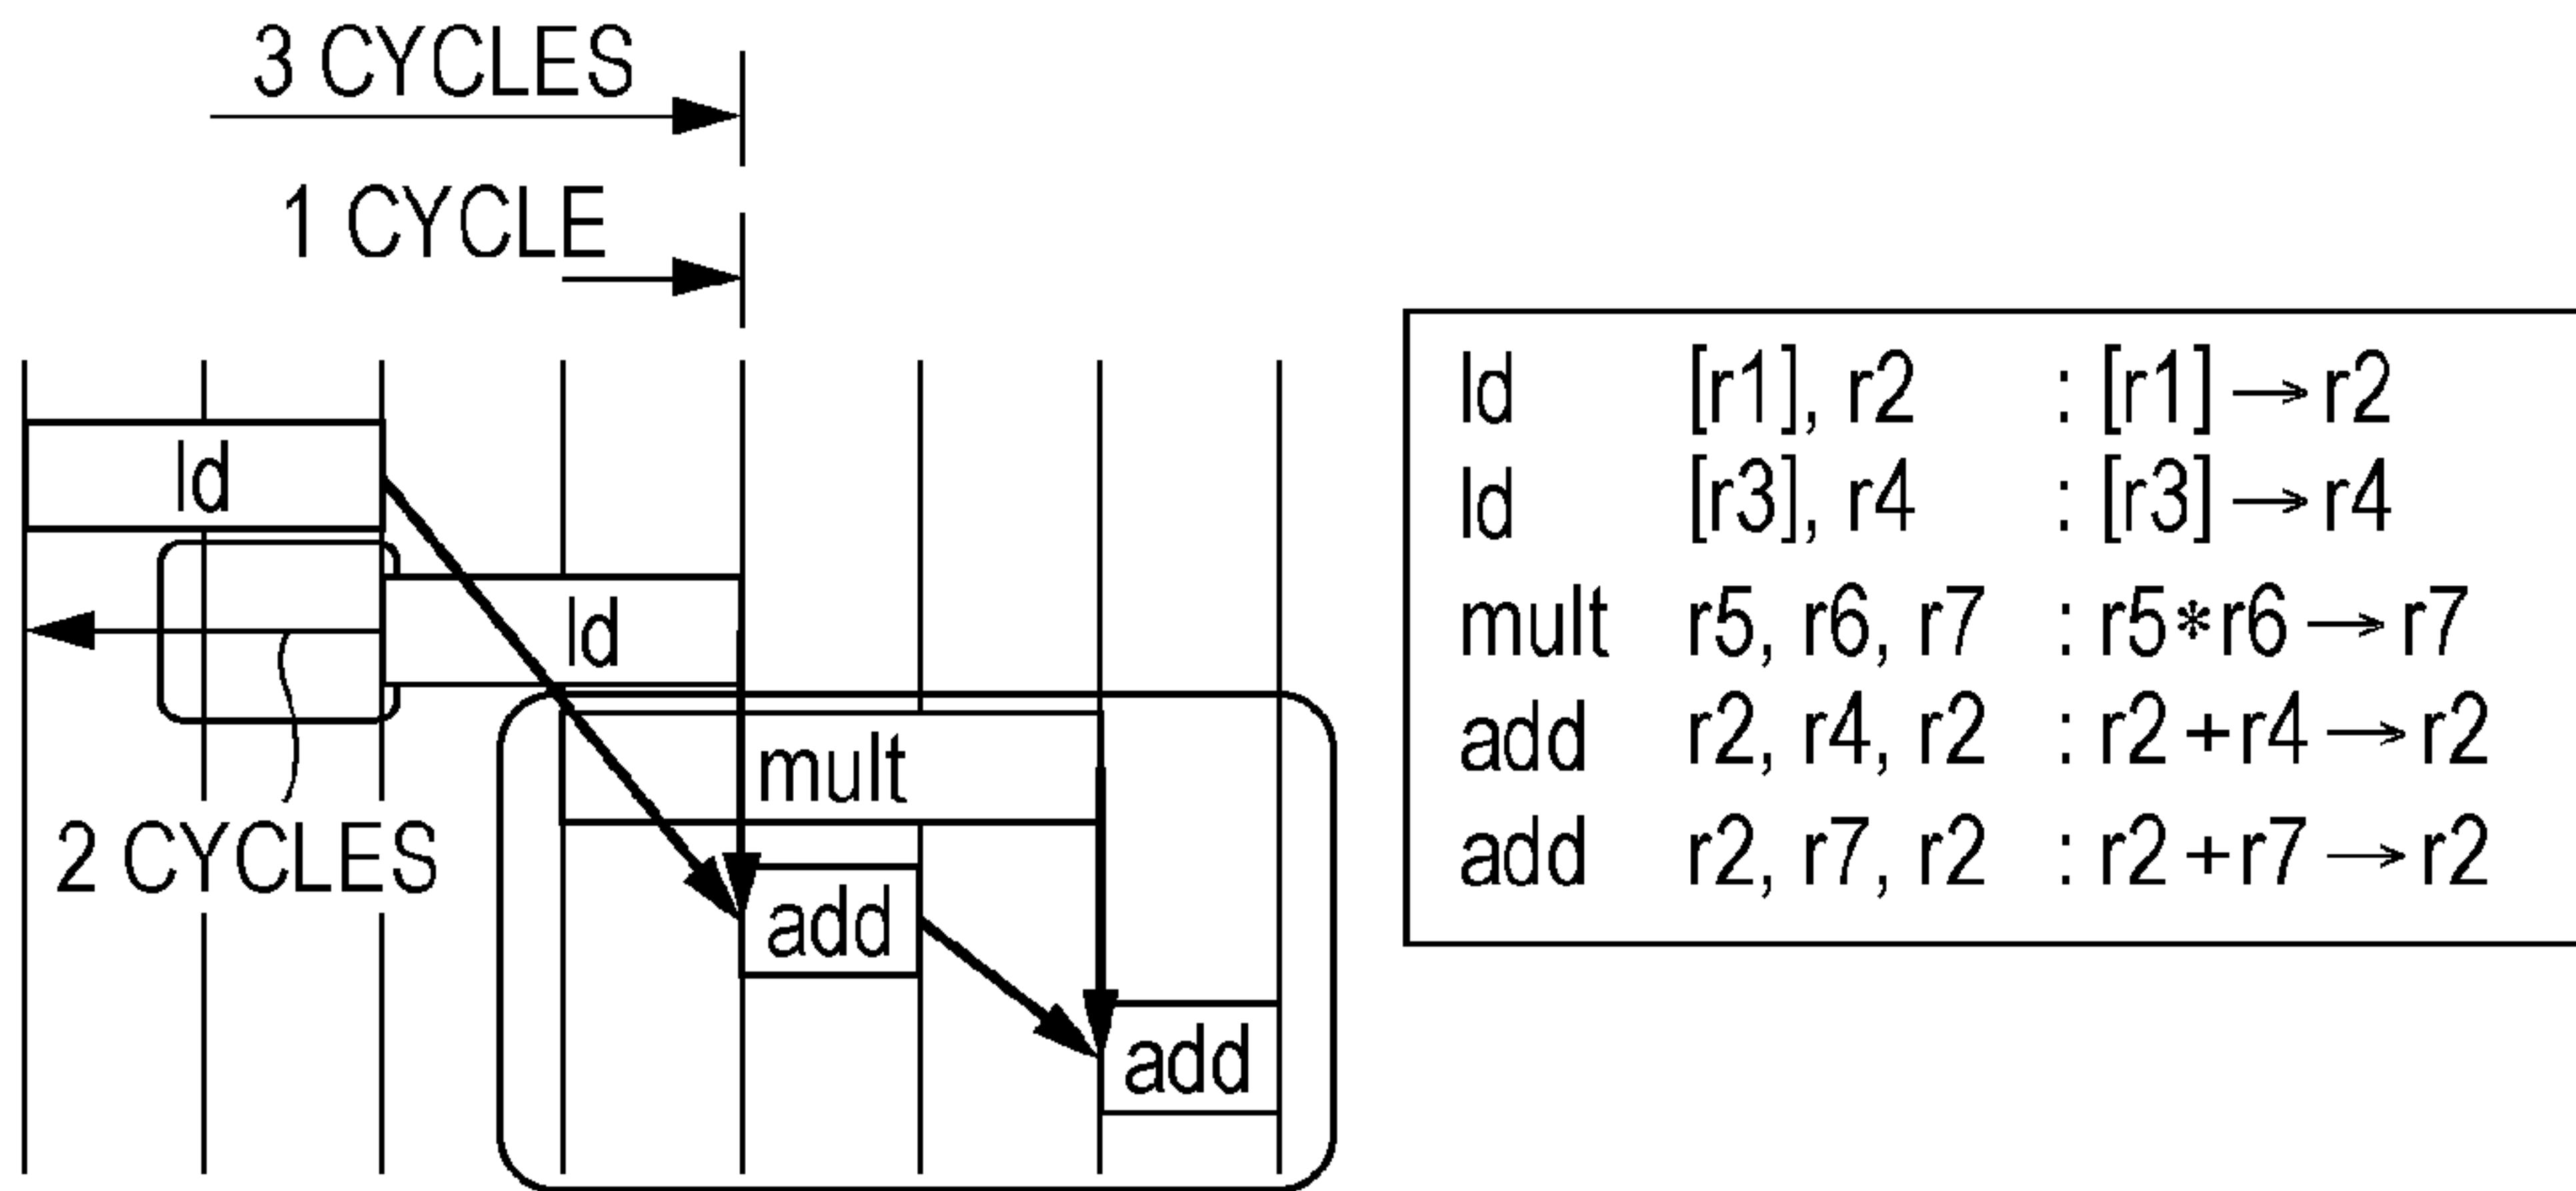 3 CYCLES
1 CYCLE
ld
ld
2 CYCLES
mult
add
add
ld [r1], r2 : [r1] → r2
ld [r3], r4 : [r3] → r4
mult r5, r6, r7 : r5*r6 → r7
add r2, r4, r2 : r2+r4 → r2
add r2, r7, r2 : r2+r7 → r2